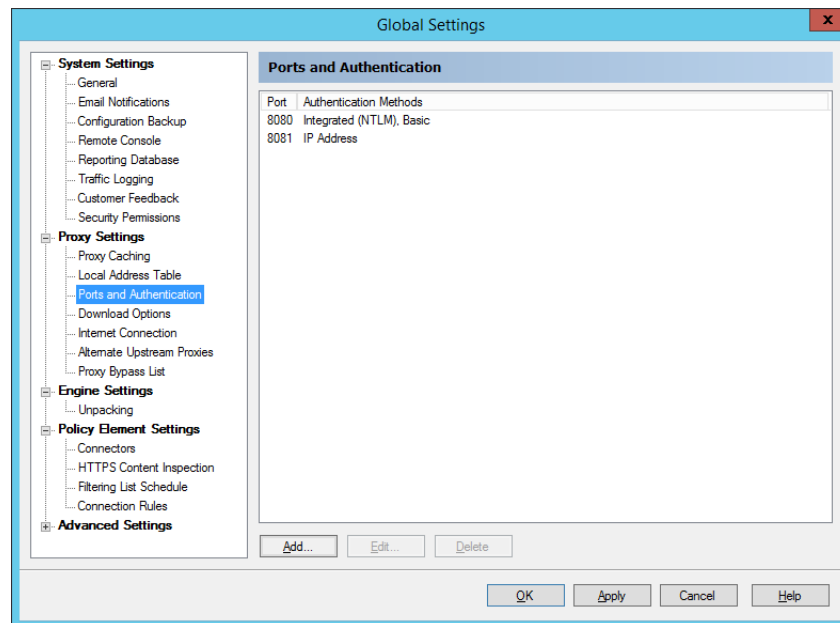 Global Settings
x
System Settings
General
Email Notifications
Configuration Backup
Remote Console
Reporting Database
Traffic Logging
Customer Feedback
Security Permissions
Proxy Settings
Proxy Caching
Local Address Table
Ports and Authentication
Download Options
Internet Connection
Alternate Upstream Proxies
Proxy Bypass List
Engine Settings
Unpacking
Policy Element Settings
Connectors
HTTPS Content Inspection
Filtering List Schedule
Connection Rules
Advanced Settings
Ports and Authentication
Port Authentication Methods
8080 Integrated (NTLM), Basic
8081 IP Address
Add... Edit... Delete
OK Apply Cancel Help